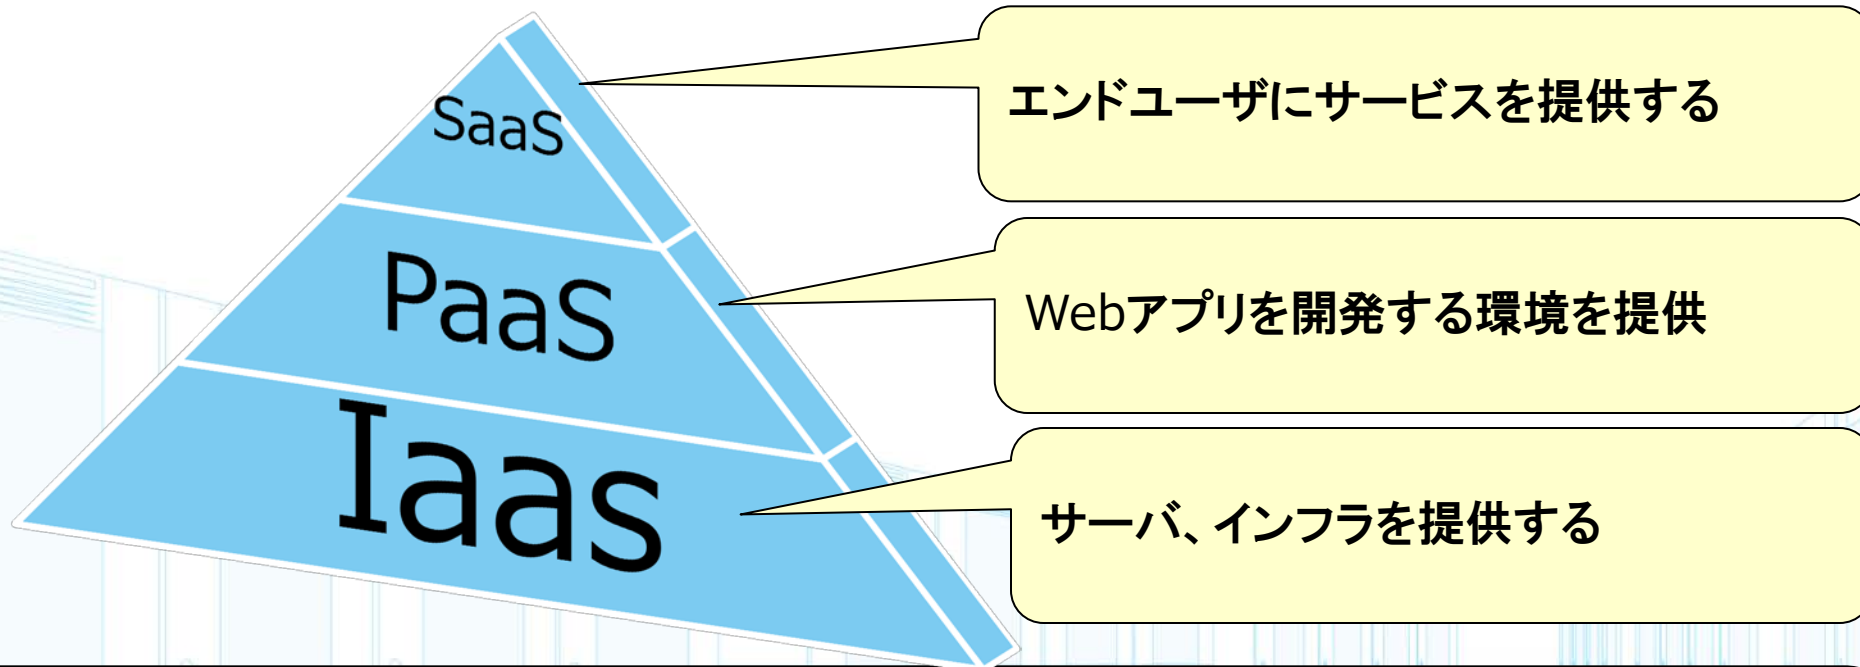 SaaS
エンドユーザにサービスを提供する
PaaS
Webアプリを開発する環境を提供
Iaas
サーバ、インフラを提供する